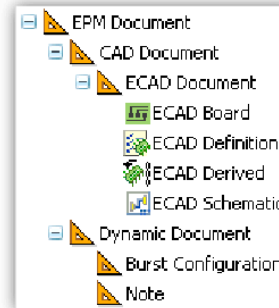 EPM Document
CAD Document
ECAD Document
ECAD Board
ECAD Definition
ECAD Derived
ECAD Schematic
Dynamic Document
Burst Configuration
Note